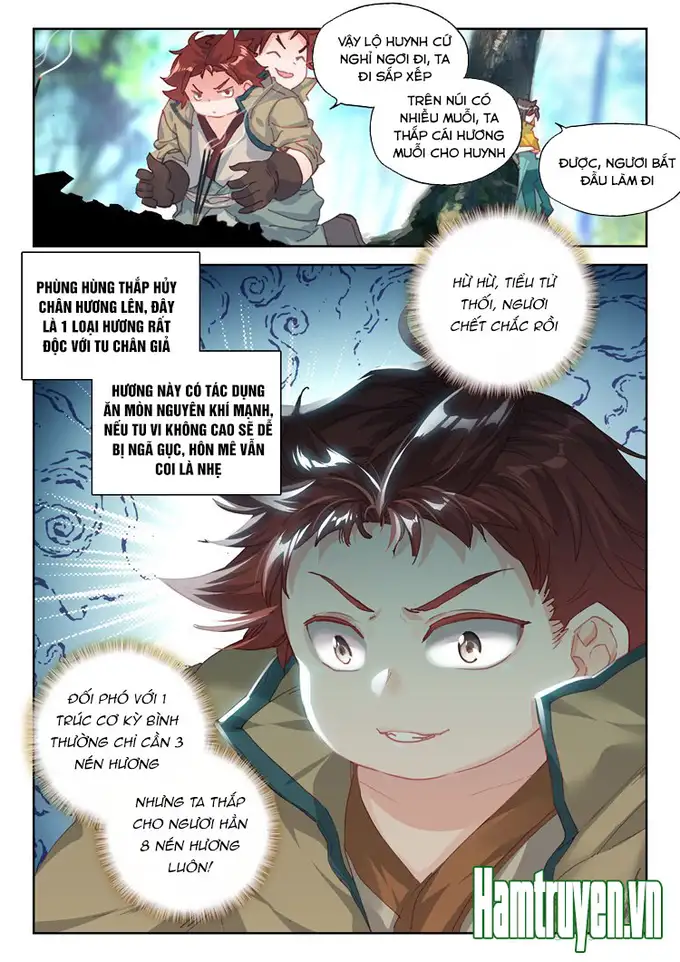 VẬY LỘ HUYNH CỨ
NGHỈ NGƠI ĐI, TA
ĐI SẮP XẾP
TRÊN NÚI CÓ
NHIỀU MUỖI, TA
THẮP CÁI HƯƠNG
MUỖI CHO HUYNH
ĐƯỢC, NGƯƠI BẮT
ĐẦU LÀM ĐI
PHÙNG HÙNG THẮP HỦY
CHÂN HƯƠNG LÊN, ĐÂY
LÀ 1 LOẠI HƯƠNG RẤT
ĐỘC VỚI TU CHÂN GIẢ
HƯƠNG NÀY CÓ TÁC DỤNG
ĂN MÒN NGUYÊN KHÍ MẠNH,
NẾU TU VI KHÔNG CAO SẼ DỄ
BỊ NGÃ GỤC, HÔN MÊ VẪN
COI LÀ NHẸ
HỪ HỪ, TIỂU TỬ
THỐI, NGƯƠI
CHẾT CHẮC RỒI
ĐỐI PHÓ VỚI 1
TRÚC CƠ KỲ BÌNH
THƯỜNG CHỈ CẦN 3
NÉN HƯƠNG
NHƯNG TA THẮP
CHO NGƯƠI HẲN
8 NÉN HƯƠNG
LUÔN!
Hamtruyen.vn